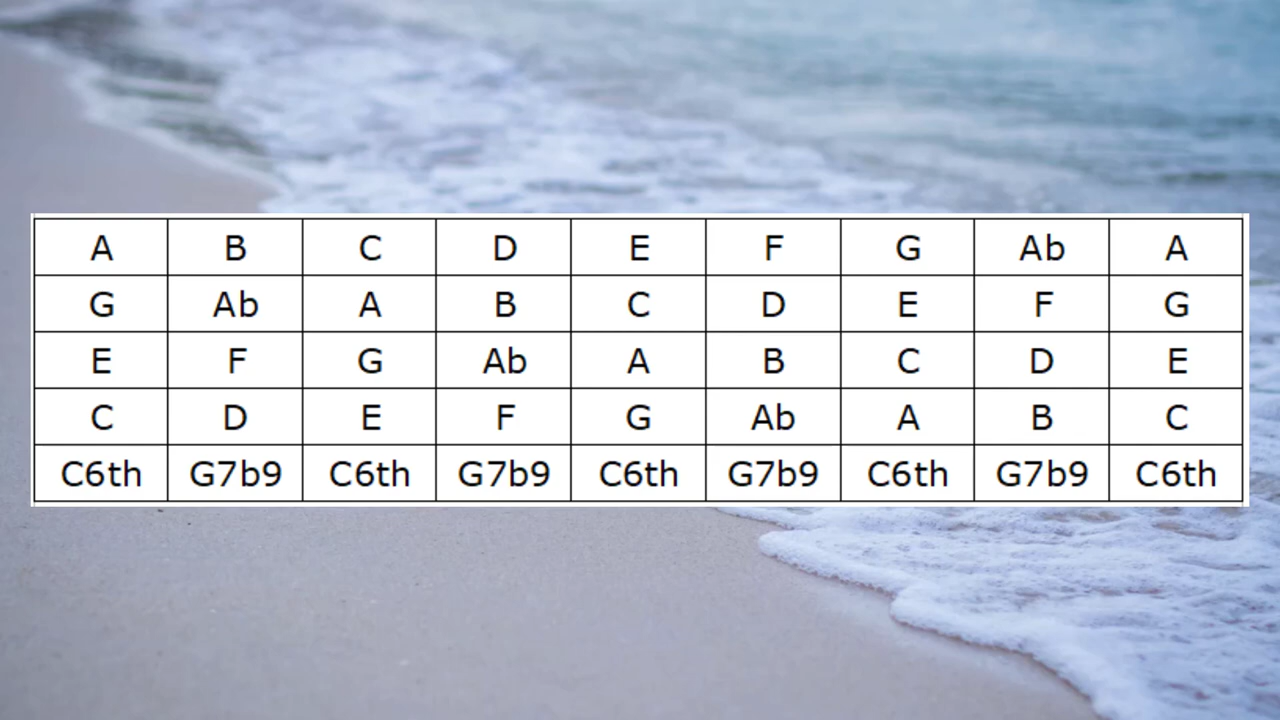 A B C D E F G Ab A
G Ab A B C D E F G
E F G Ab A B C D E
C D E F G Ab A B C
C6th G7b9 C6th G7b9 C6th G7b9 C6th G7b9 C6th